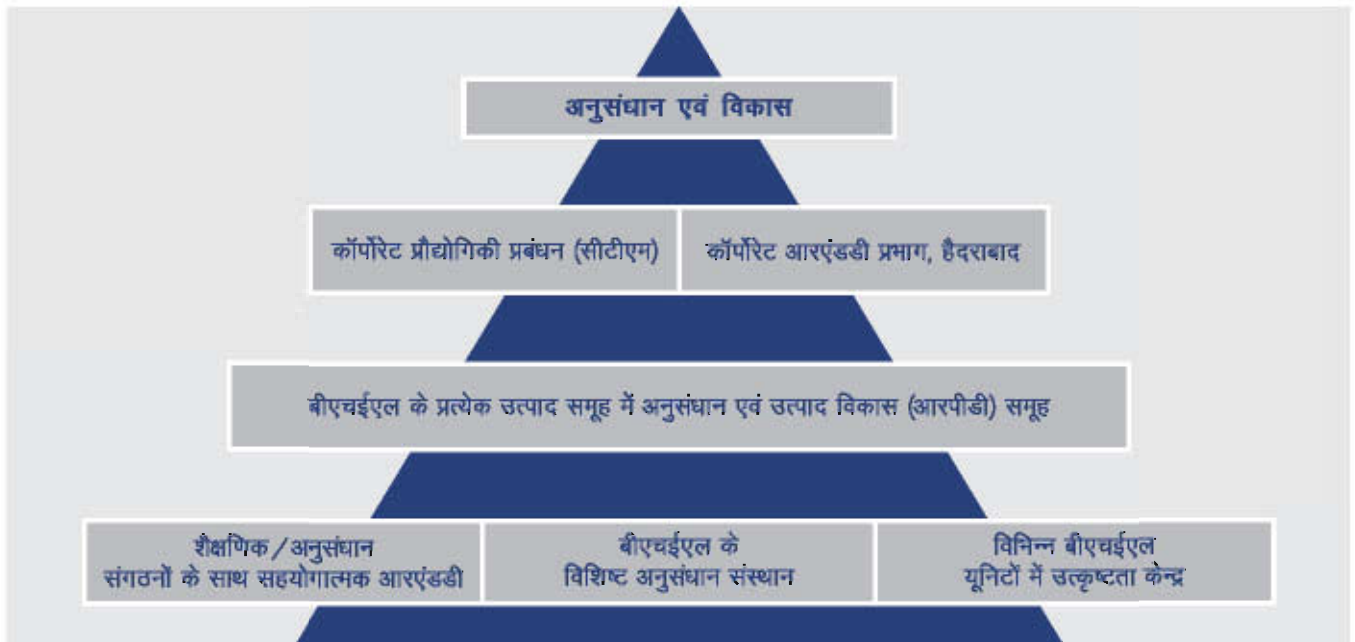 अनुसंधान एवं विकास
कॉर्पोरेट प्रौद्योगिकी प्रबंधन (सीटीएम)
कॉर्पोरेट आरएंडडी प्रभाग, हैदराबाद
बीएचईएल के प्रत्येक उत्पाद समूह में अनुसंधान एवं उत्पाद विकास (आरपीडी) समूह
शैक्षणिक/अनुसंधान
संगठनों के साथ सहयोगात्मक आरएंडडी
बीएचईएल के
विशिष्ट अनुसंधान संस्थान
विभिन्न बीएचईएल
यूनिटों में उत्कृष्टता केन्द्र